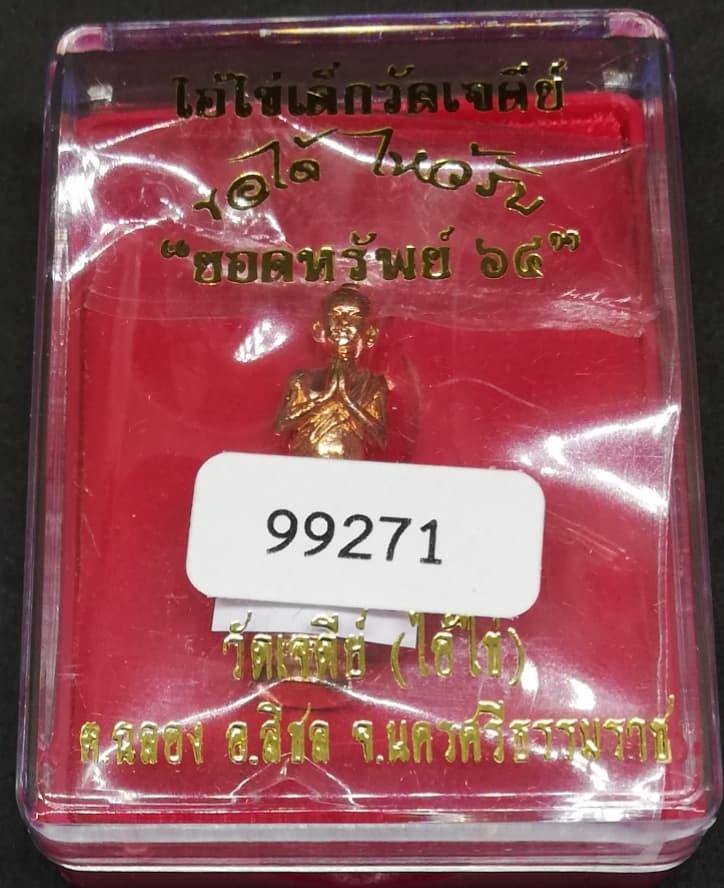 ไอ้ไข่เด็กวัดเจดีย์
ขอได้ ไหว้รับ
“ยอดทรัพย์ ๖๔”
99271
วัดเจดีย์ (ไอ้ไข่)
ต.ฉลอง อ.สิชล จ.นครศรีธรรมราช